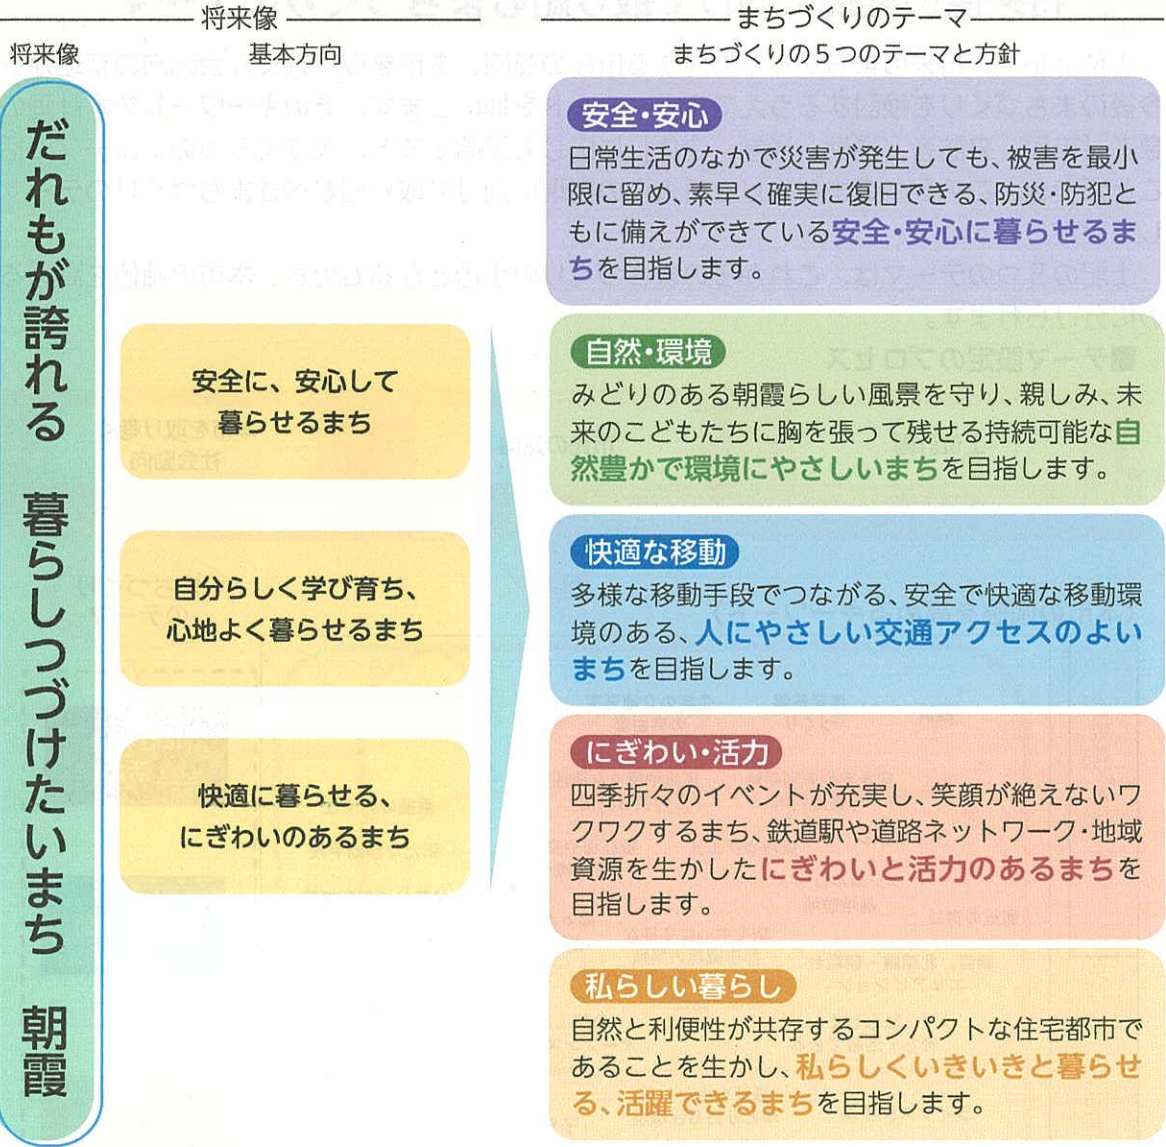 将来像
まちづくりのテーマ
将来像
基本方向
まちづくりの5つのテーマと方針
だれもが誇れる 暮らしつづけたいまち 朝霞
安全に、安心して
暮らせるまち
自分らしく学び育ち、
心地よく暮らせるまち
快適に暮らせる、
にぎわいのあるまち
安全・安心
日常生活のなかで災害が発生しても、被害を最小
限に留め、素早く確実に復旧できる、防災・防犯と
もに備えができている安全・安心に暮らせるま
ちを目指します。
自然・環境
みどりのある朝霞らしい風景を守り、親しみ、未
来のこどもたちに胸を張って残せる持続可能な自
然豊かで環境にやさしいまちを目指します。
快適な移動
多様な移動手段でつながる、安全で快適な移動環
境のある、人にやさしい交通アクセスのよい
まちを目指します。
にぎわい・活力
四季折々のイベントが充実し、笑顔が絶えないワ
クワクするまち、鉄道駅や道路ネットワーク・地域
資源を生かしたにぎわいと活力のあるまちを
目指します。
私らしい暮らし
自然と利便性が共存するコンパクトな住宅都市で
あることを生かし、私らしくいきいきと暮らせ
る、活躍できるまちを目指します。